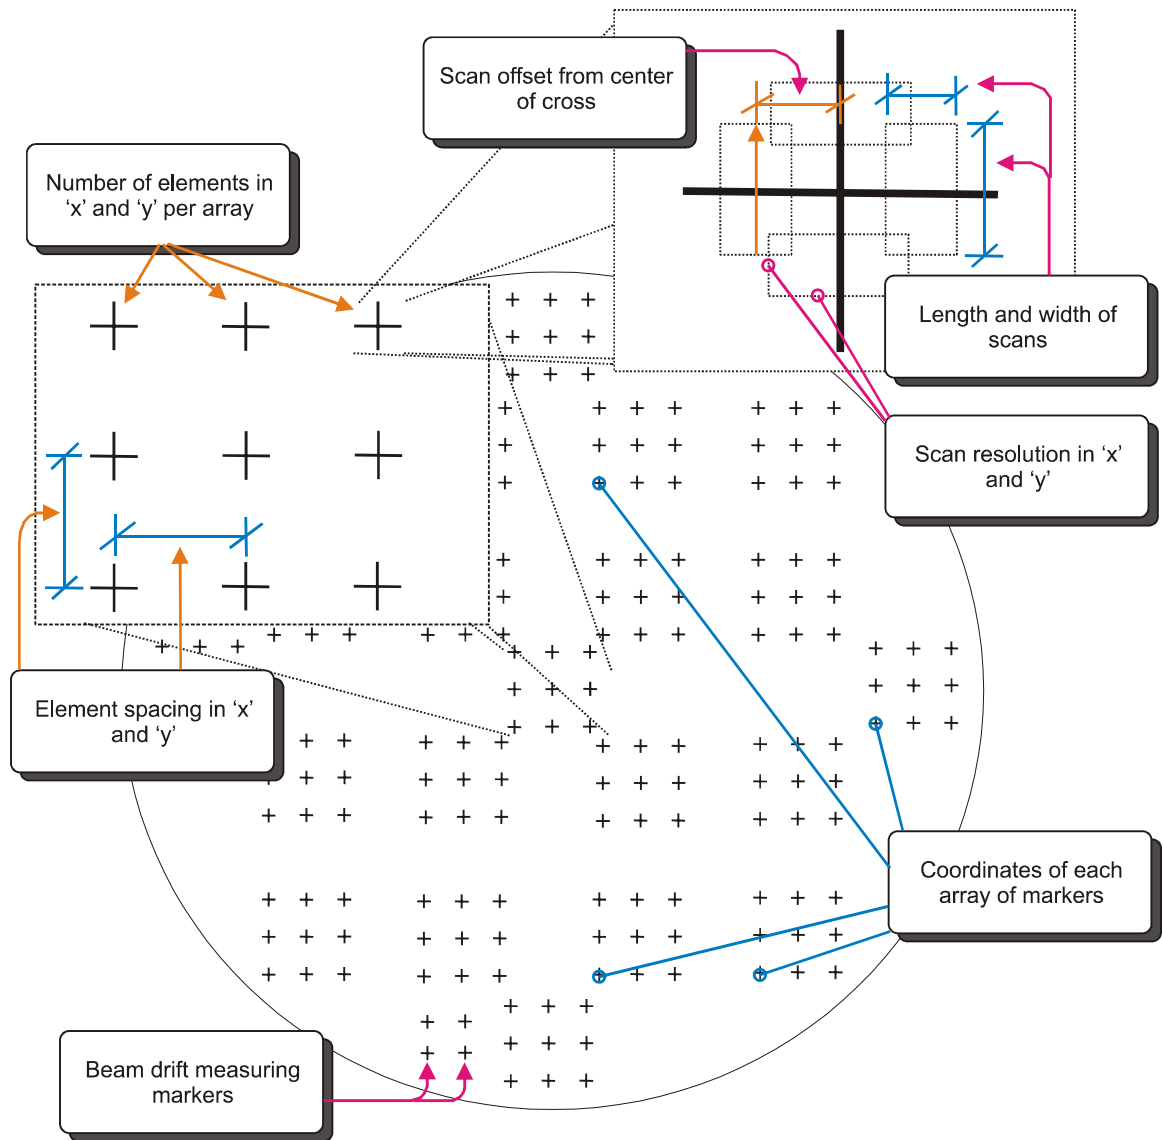 Scan offset from center
of cross
Number of elements in
‘x’ and ‘y’ per array
Length and width of
scans
Scan resolution in ‘x’
and ‘y’
Element spacing in ‘x’
and ‘y’
Coordinates of each
array of markers
Beam drift measuring
markers